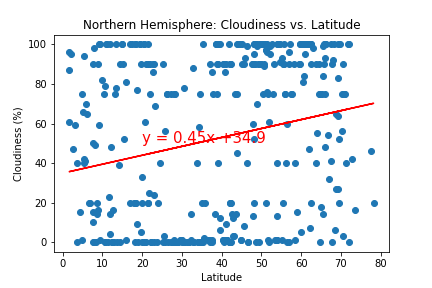 Northern Hemisphere: Cloudiness vs. Latitude
100
80
60
40
20
0
Cloudiness (%)
y = 0.45x +34.9
0 10 20 30 40 50 60 70 80
Latitude